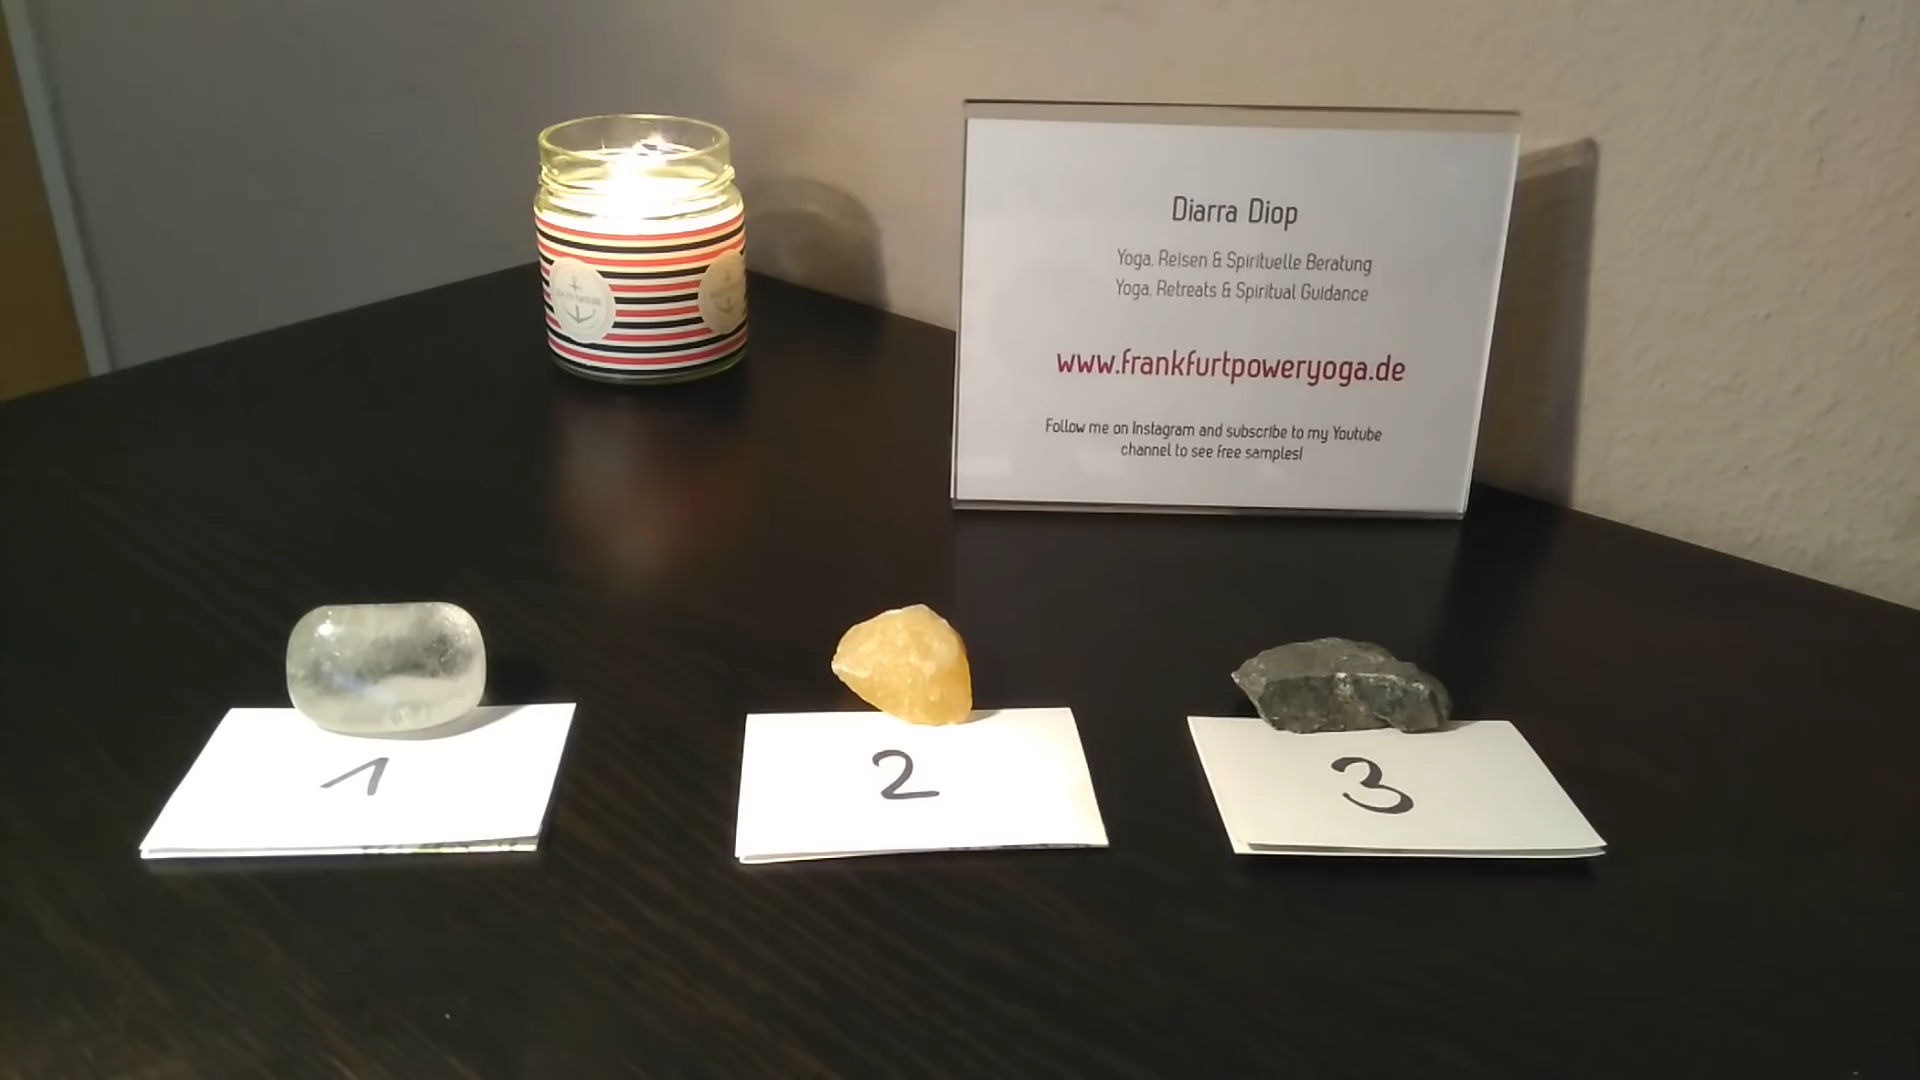 Diarra Diop
Yoga, Reisen & Spirituelle Beratung
Yoga, Retreats & Spiritual Guidance
www.frankfurtpoweryoga.de
Follow me on Instagram and subscribe to my Youtube
channel to see free samples!
1
2
3